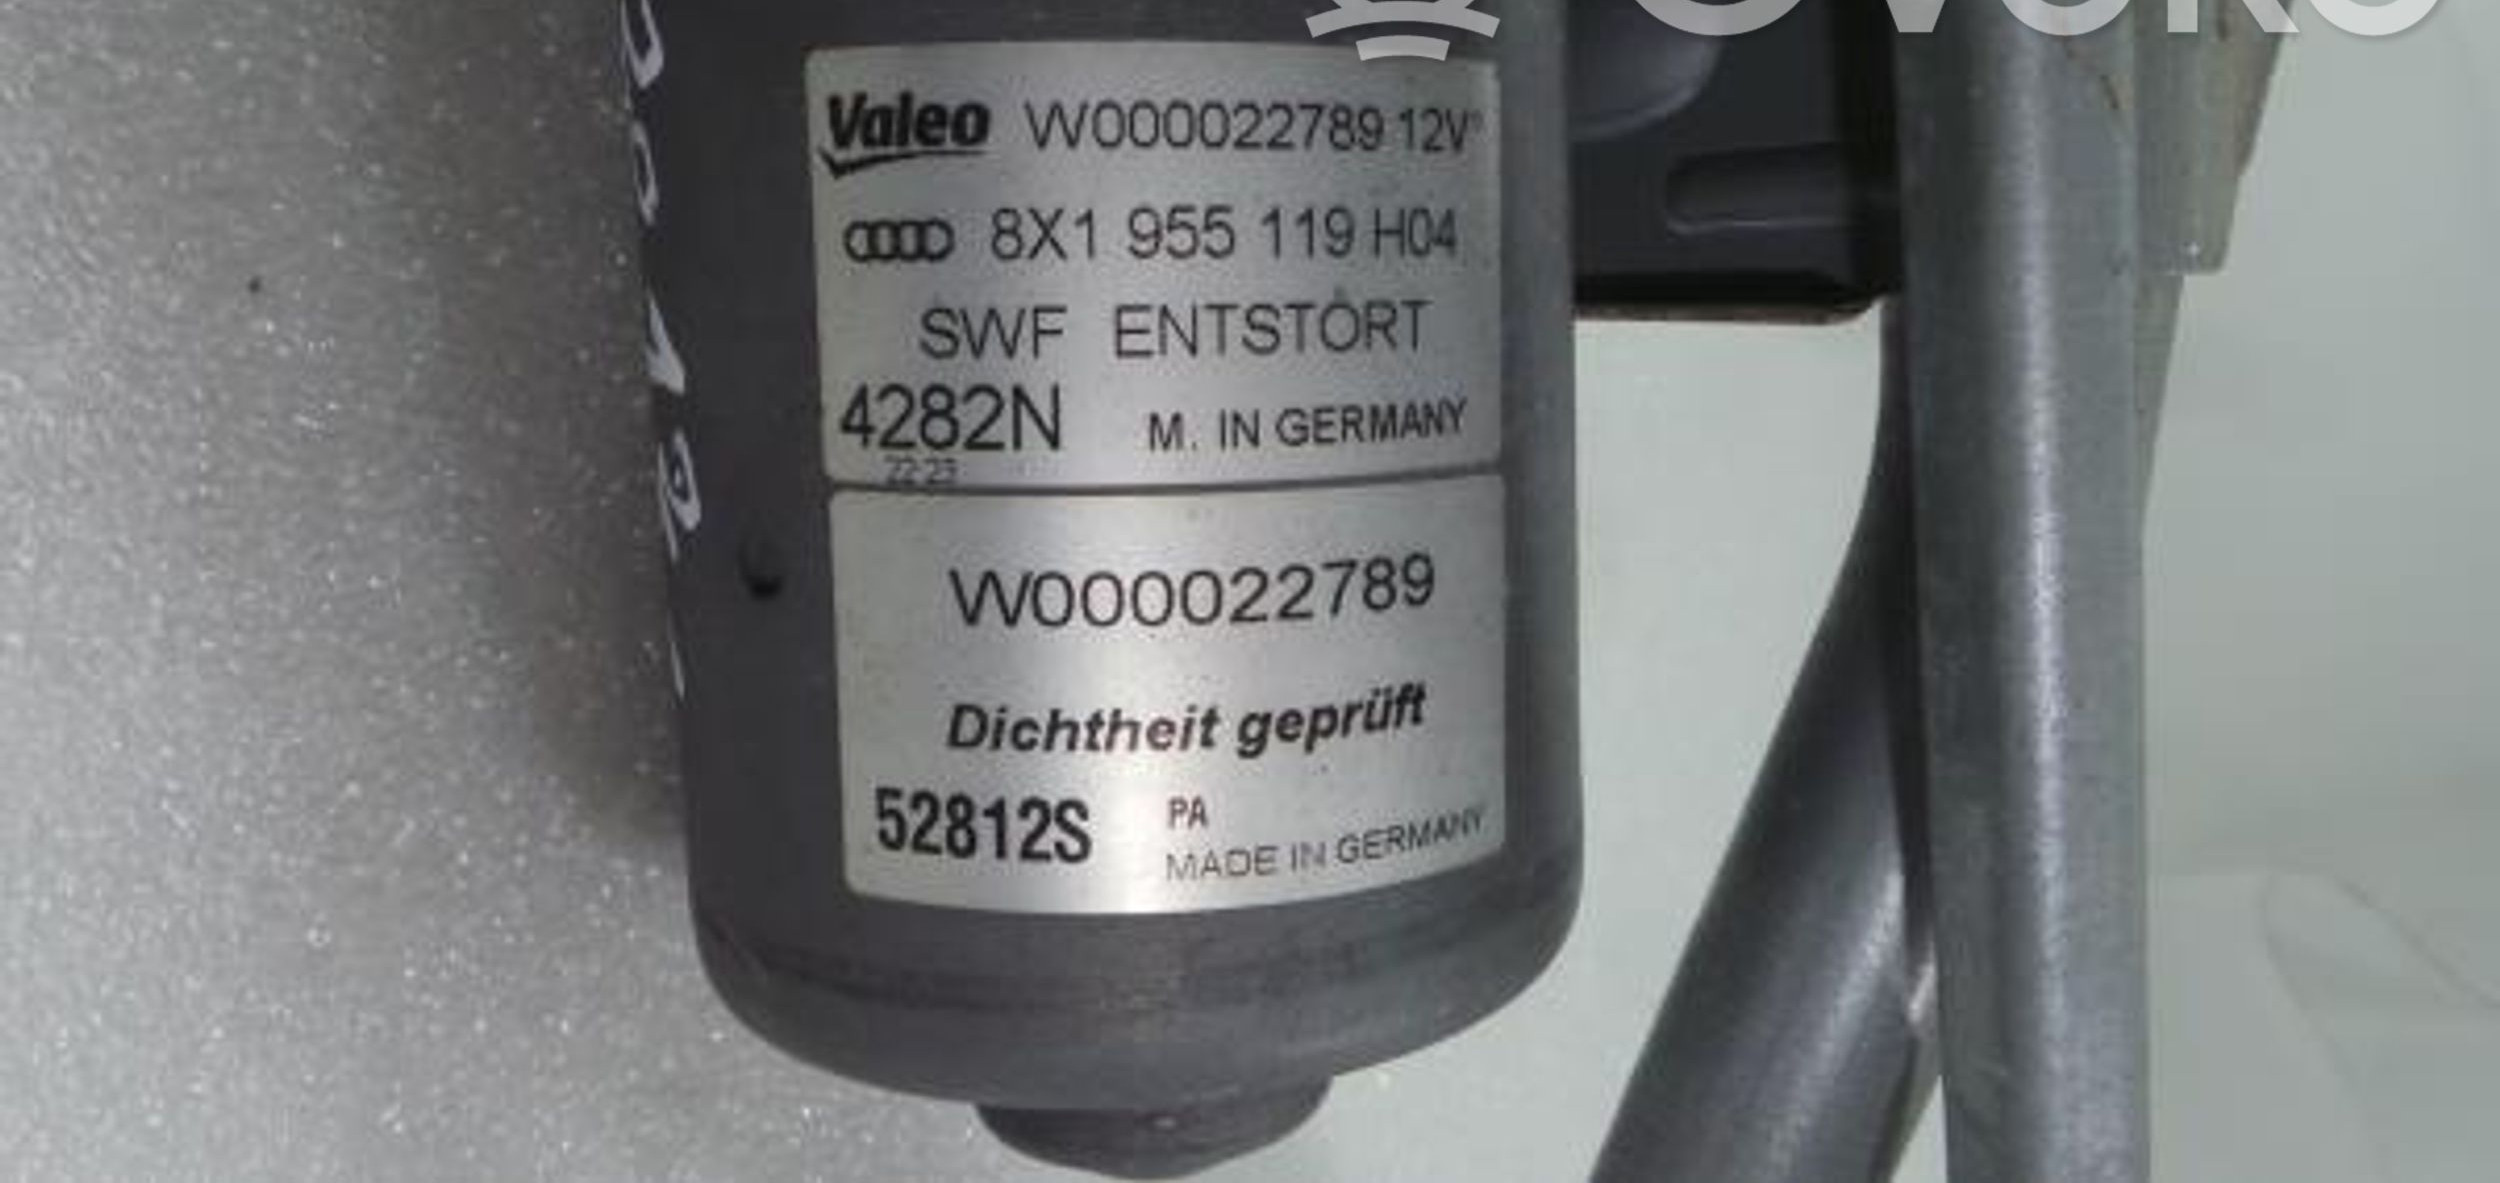 Valeo W000022789 12V
8X1 955 119 H04
SWF ENTSTÖRT
4282N M. IN GERMANY
22 23
W000022789
Dichtheit geprüft
52812S PA
MADE IN GERMANY